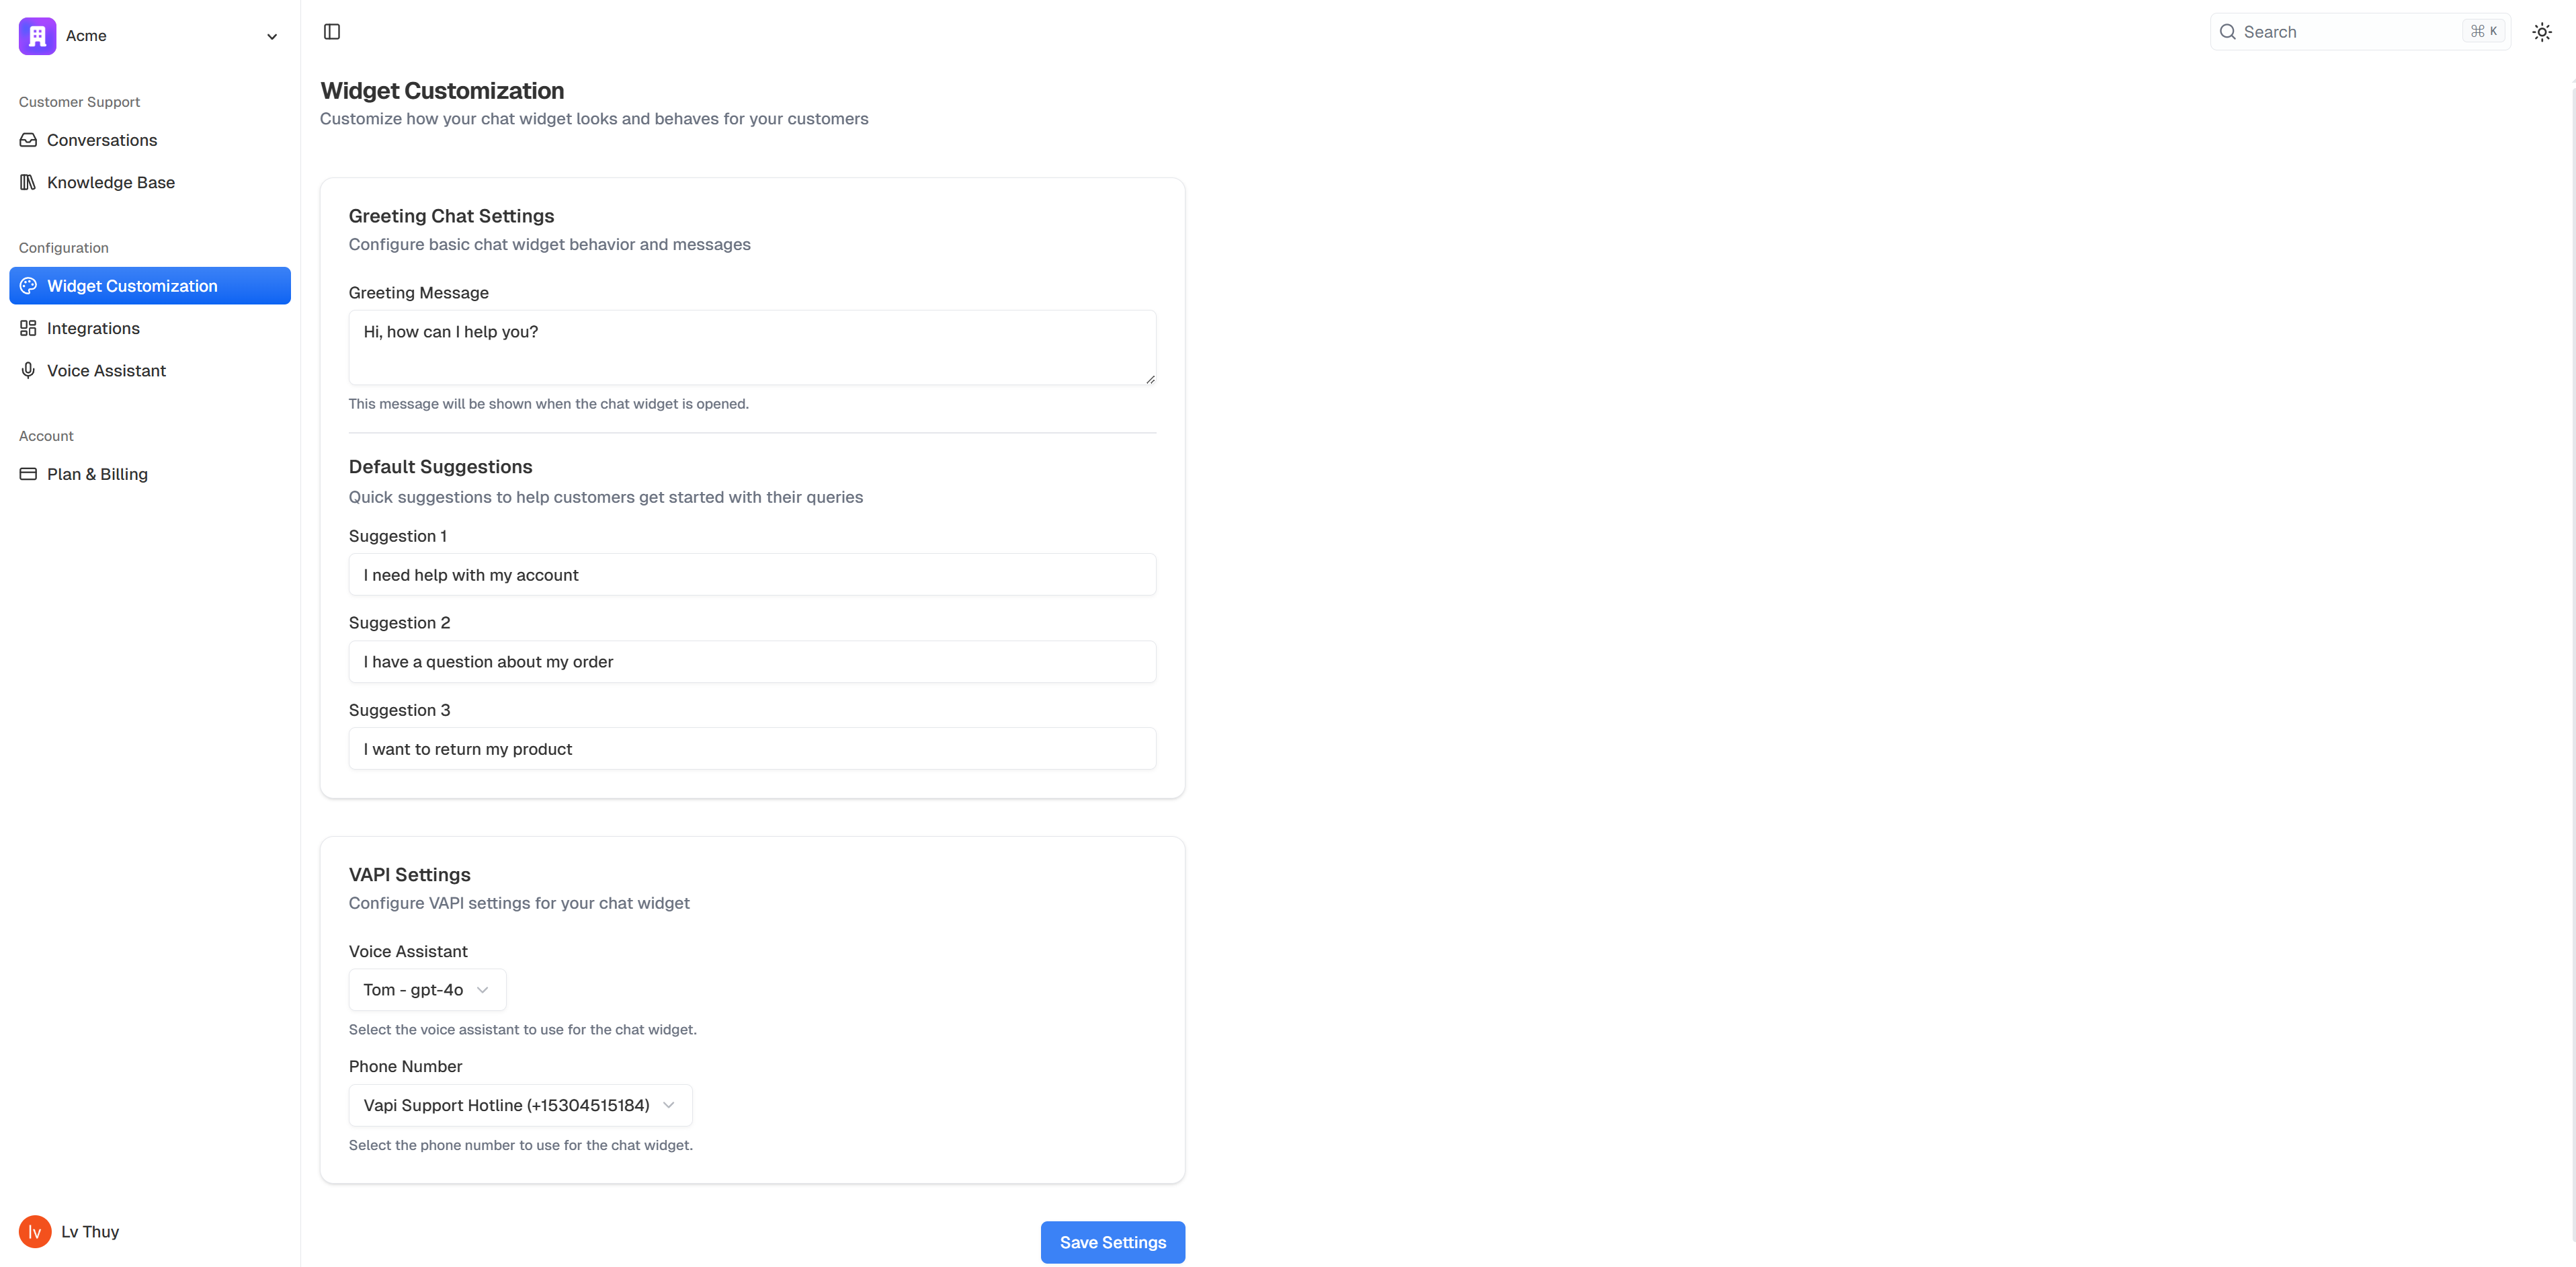 Acme
Search
⌘ K
Customer Support
Conversations
Knowledge Base
Configuration
Widget Customization
Integrations
Voice Assistant
Account
Plan & Billing
lv
Lv Thuy
Widget Customization
Customize how your chat widget looks and behaves for your customers
Greeting Chat Settings
Configure basic chat widget behavior and messages
Greeting Message
Hi, how can I help you?
This message will be shown when the chat widget is opened.
Default Suggestions
Quick suggestions to help customers get started with their queries
Suggestion 1
I need help with my account
Suggestion 2
I have a question about my order
Suggestion 3
I want to return my product
VAPI Settings
Configure VAPI settings for your chat widget
Voice Assistant
Tom - gpt-4o
Select the voice assistant to use for the chat widget.
Phone Number
Vapi Support Hotline (+15304515184)
Select the phone number to use for the chat widget.
Save Settings